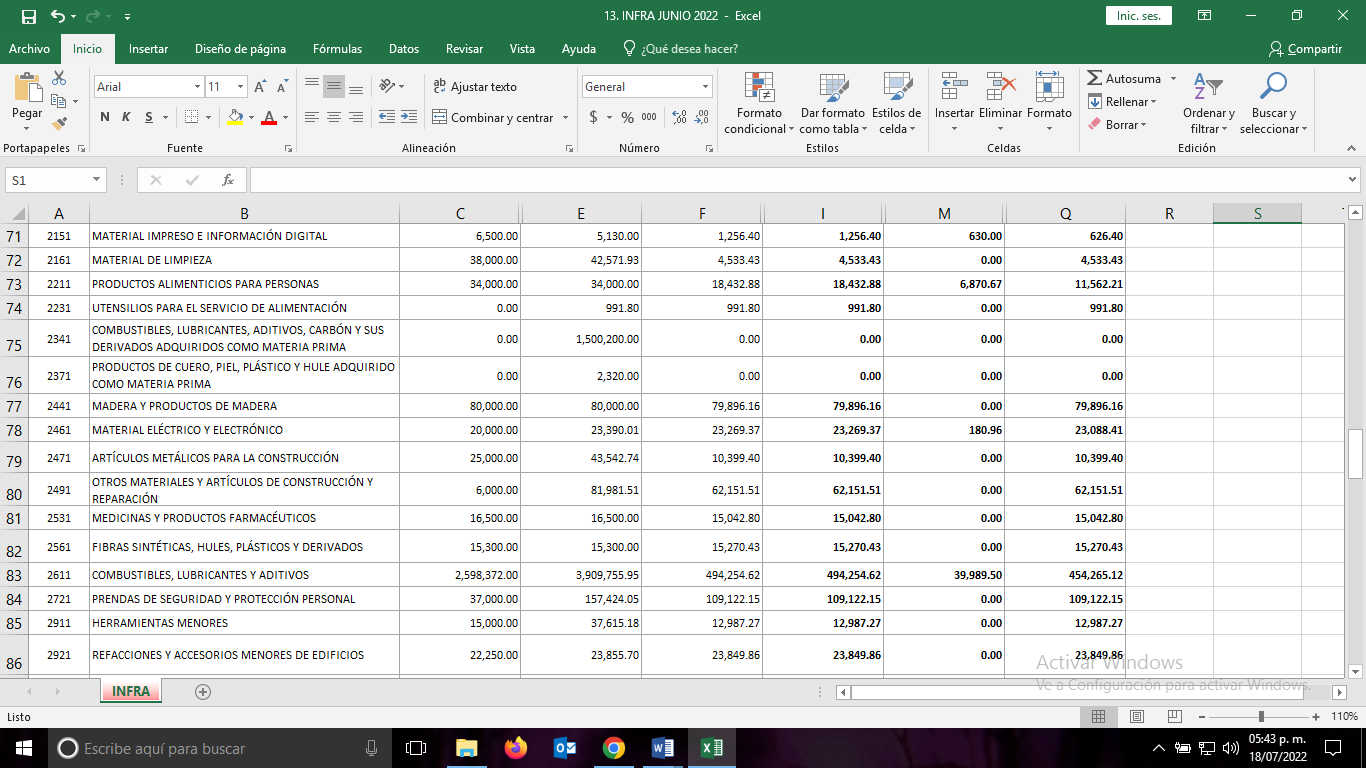 13. INFRA JUNIO 2022 - Excel
Inic. ses.
Archivo Inicio Insertar Diseño de página Fórmulas Datos Revisar Vista Ayuda ¿Qué desea hacer? Compartir
Pegar
Portapapeles
Arial 11 A A
N K S A
Fuente
ab Ajustar texto
Combinar y centrar
Alineación
General
$ % 000
Número
Formato condicional
Dar formato como tabla
Estilos de celda
Estilos
Insertar Eliminar Formato
Celdas
Autosuma
Rellenar
Borrar
Ordenar y filtrar
Buscar y seleccionar
Edición
S1 fx
A B C E F I M Q R S
71 2151 MATERIAL IMPRESO E INFORMACIÓN DIGITAL 6,500.00 5,130.00 1,256.40 1,256.40 630.00 626.40
72 2161 MATERIAL DE LIMPIEZA 38,000.00 42,571.93 4,533.43 4,533.43 0.00 4,533.43
73 2211 PRODUCTOS ALIMENTICIOS PARA PERSONAS 34,000.00 34,000.00 18,432.88 18,432.88 6,870.67 11,562.21
74 2231 UTENSILIOS PARA EL SERVICIO DE ALIMENTACIÓN 0.00 991.80 991.80 991.80 0.00 991.80
75 2341 COMBUSTIBLES, LUBRICANTES, ADITIVOS, CARBÓN Y SUS
DERIVADOS ADQUIRIDOS COMO MATERIA PRIMA 0.00 1,500,200.00 0.00 0.00 0.00 0.00
76 2371 PRODUCTOS DE CUERO, PIEL, PLÁSTICO Y HULE ADQUIRIDO
COMO MATERIA PRIMA 0.00 2,320.00 0.00 0.00 0.00 0.00
77 2441 MADERA Y PRODUCTOS DE MADERA 80,000.00 80,000.00 79,896.16 79,896.16 0.00 79,896.16
78 2461 MATERIAL ELÉCTRICO Y ELECTRÓNICO 20,000.00 23,390.01 23,269.37 23,269.37 180.96 23,088.41
79 2471 ARTÍCULOS METÁLICOS PARA LA CONSTRUCCIÓN 25,000.00 43,542.74 10,399.40 10,399.40 0.00 10,399.40
80 2491 OTROS MATERIALES Y ARTÍCULOS DE CONSTRUCCIÓN Y
REPARACIÓN 6,000.00 81,981.51 62,151.51 62,151.51 0.00 62,151.51
81 2531 MEDICINAS Y PRODUCTOS FARMACÉUTICOS 16,500.00 16,500.00 15,042.80 15,042.80 0.00 15,042.80
82 2561 FIBRAS SINTÉTICAS, HULES, PLÁSTICOS Y DERIVADOS 15,300.00 15,300.00 15,270.43 15,270.43 0.00 15,270.43
83 2611 COMBUSTIBLES, LUBRICANTES Y ADITIVOS 2,598,372.00 3,909,755.95 494,254.62 494,254.62 39,989.50 454,265.12
84 2721 PRENDAS DE SEGURIDAD Y PROTECCIÓN PERSONAL 37,000.00 157,424.05 109,122.15 109,122.15 0.00 109,122.15
85 2911 HERRAMIENTAS MENORES 15,000.00 37,615.18 12,987.27 12,987.27 0.00 12,987.27
86 2921 REFACCIONES Y ACCESORIOS MENORES DE EDIFICIOS 22,250.00 23,855.70 23,849.86 23,849.86 0.00 23,849.86
Activar Windows
Ve a Configuración para activar Windows.
INFRA
Listo 110%
Escribe aquí para buscar
05:43 p. m.
18/07/2022